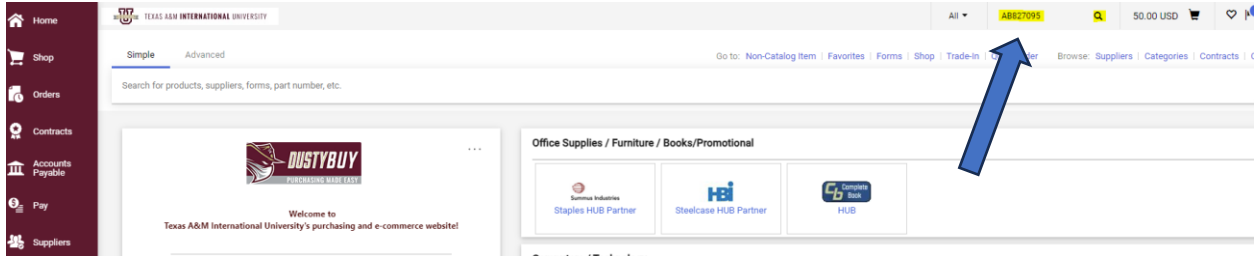 Home
TEXAS A&M INTERNATIONAL UNIVERSITY
All
AB827095
50.00 USD
Shop
Simple Advanced
Go to: Non-Catalog Item | Favorites | Forms | Shop | Trade-In | Browse: Suppliers | Categories | Contracts |
Search for products, suppliers, forms, part number, etc.
Orders
Contracts
Accounts
Payable
Pay
Suppliers
DUSTYBUY
PURCHASING MADE EASY
Welcome to
Texas A&M International University's purchasing and e-commerce website!
Office Supplies / Furniture / Books/Promotional
Summus Industries
Staples HUB Partner
HBi
Steelcase HUB Partner
Cb Complete
Book
HUB